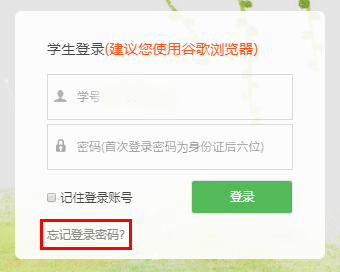 学生登录(建议您使用谷歌浏览器)
学号
密码(首次登录密码为身份证后六位)
记住登录账号
登录
忘记登录密码?